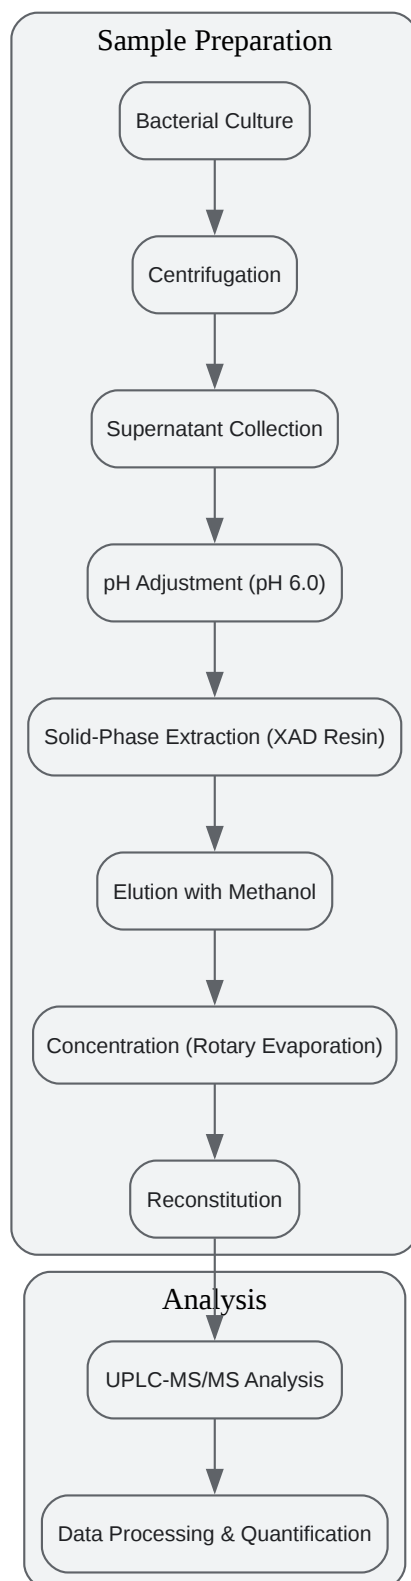 Sample Preparation
Bacterial Culture
Centrifugation
Supernatant Collection
pH Adjustment (pH 6.0)
Solid-Phase Extraction (XAD Resin)
Elution with Methanol
Concentration (Rotary Evaporation)
Reconstitution
Analysis
UPLC-MS/MS Analysis
Data Processing & Quantification